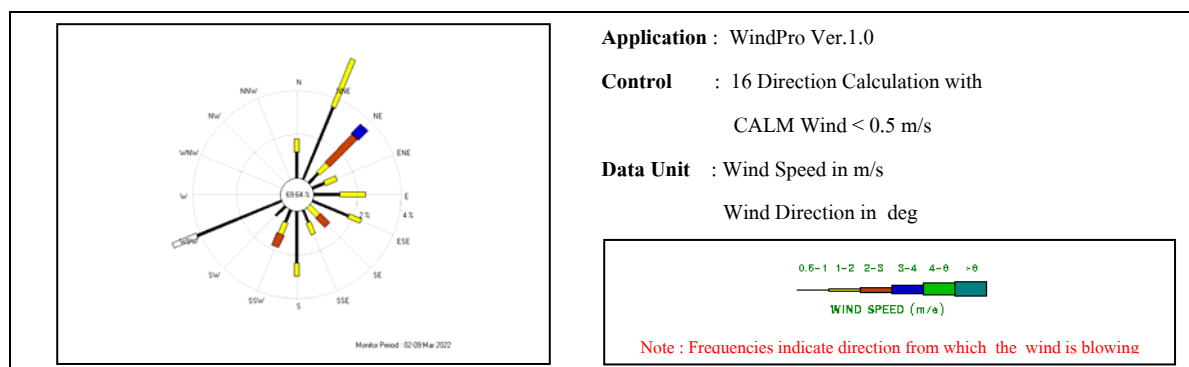 N
NNW
NNE
NW
NE
WNW
ENE
W
69.64 %
E
2 %
4 %
ESE
SW
SE
SSW
SSE
S
Monitor Period : 02-09 Mar 2022
Application : WindPro Ver.1.0
Control : 16 Direction Calculation with
CALM Wind < 0.5 m/s
Data Unit : Wind Speed in m/s
Wind Direction in deg
0.5-1 1-2 2-3 3-4
WIND SPEED (m/s)
Note : Frequencies indicate direction from which the wind is blowing